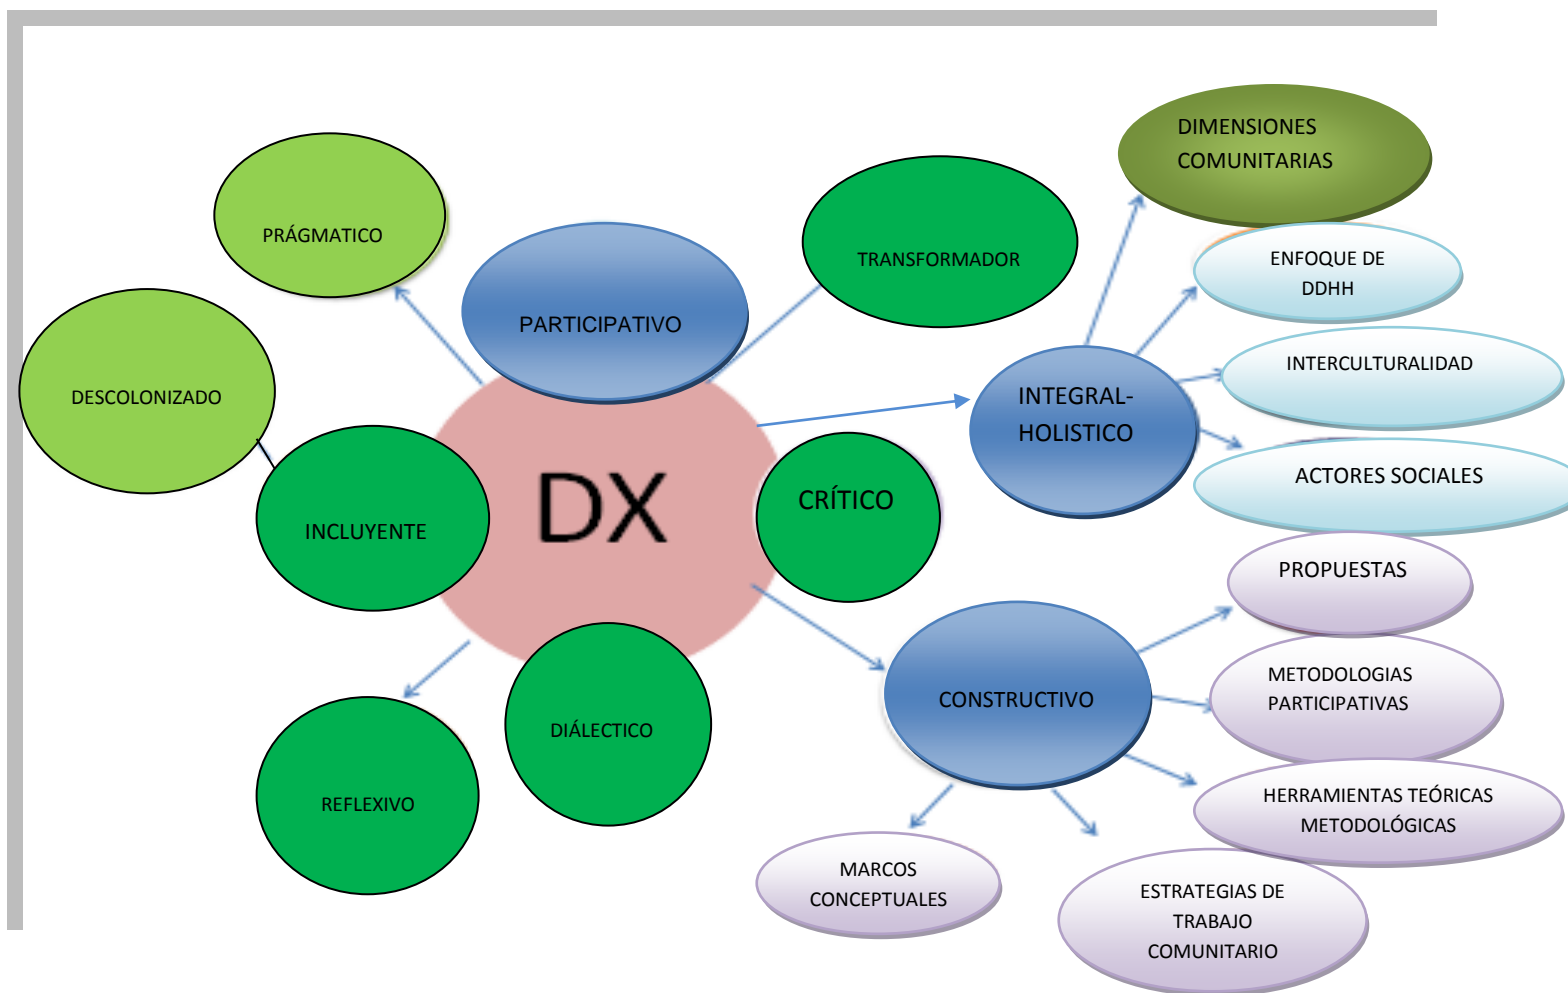 DIMENSIONES
COMUNITARIAS
PRÁGMATICO
TRANSFORMADOR
ENFOQUE DE
DDHH
PARTICIPATIVO
DESCOLONIZADO
INTEGRAL-
HOLISTICO
INTERCULTURALIDAD
INCLUYENTE
DX
CRÍTICO
ACTORES SOCIALES
PROPUESTAS
CONSTRUCTIVO
METODOLOGIAS
PARTICIPATIVAS
DIÁLECTICO
REFLEXIVO
HERRAMIENTAS TEÓRICAS
METODOLÓGICAS
MARCOS
CONCEPTUALES
ESTRATEGIAS DE
TRABAJO
COMUNITARIO